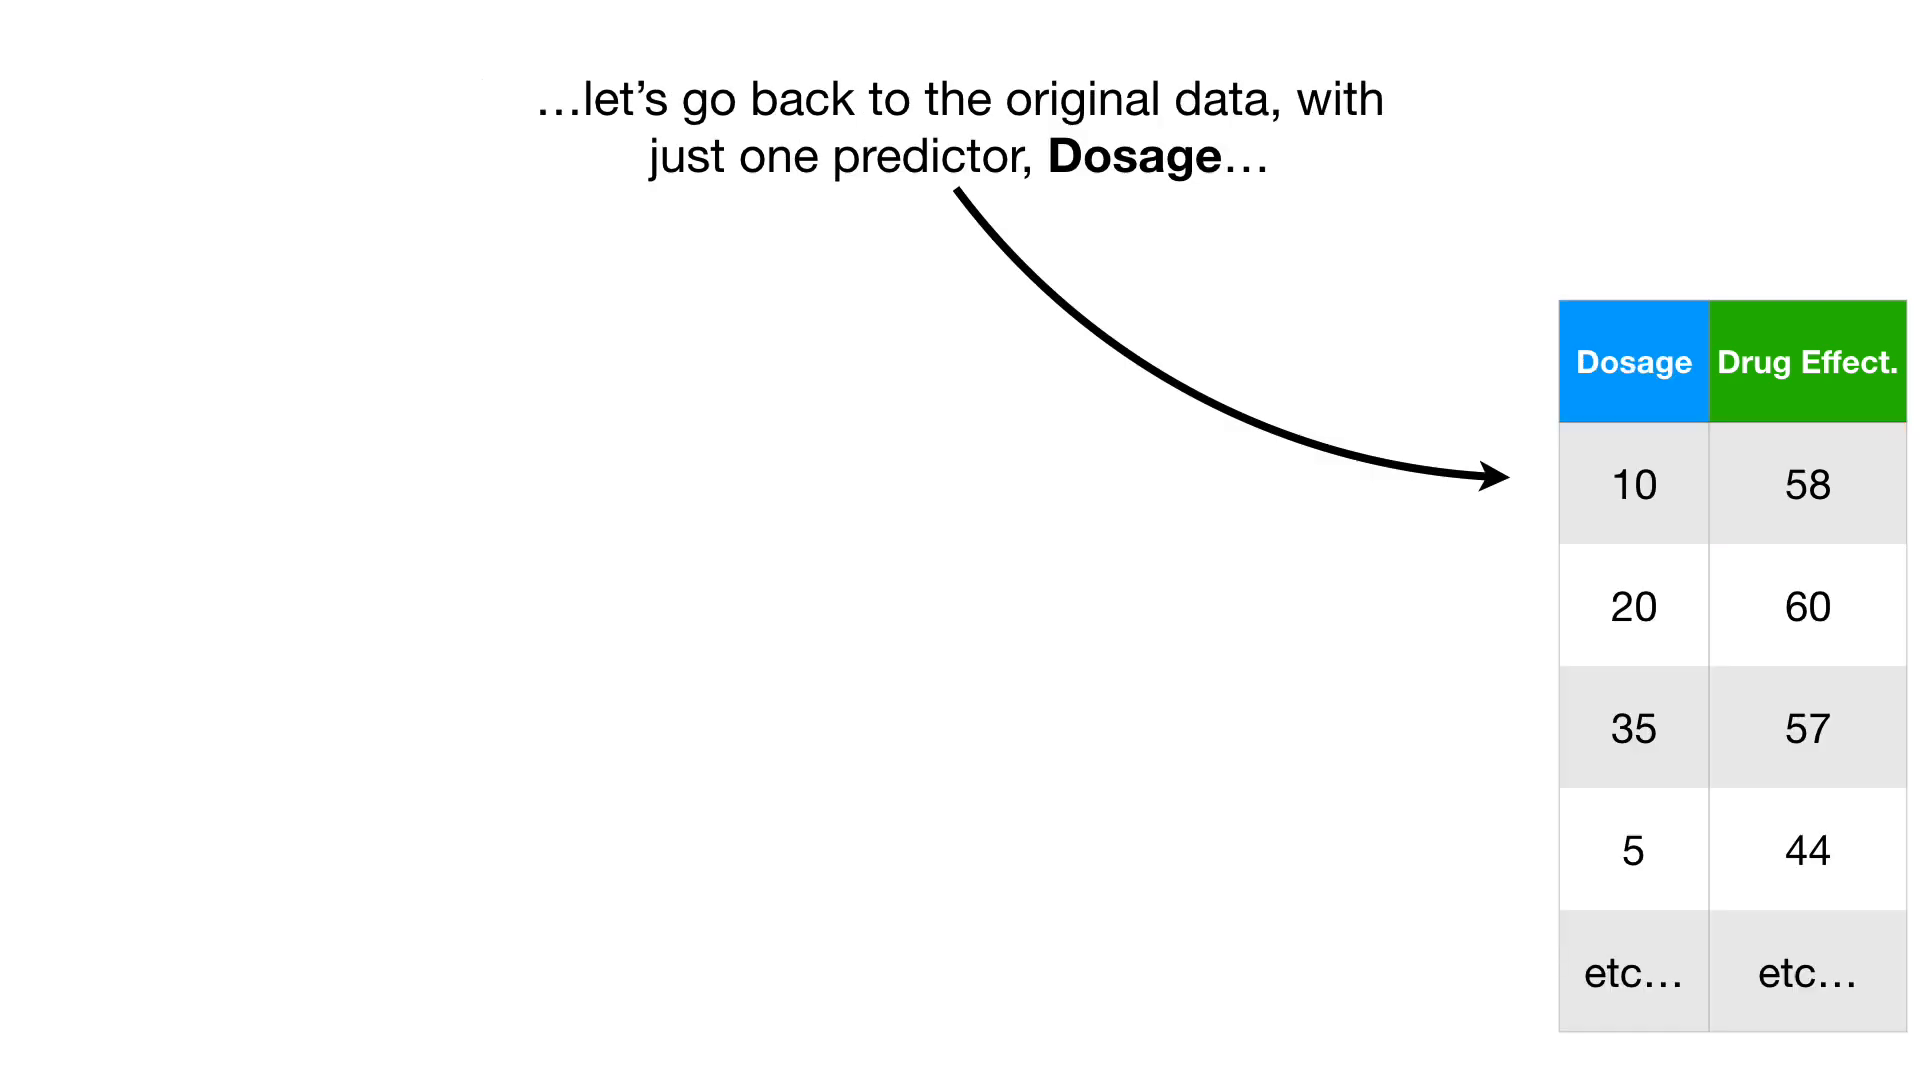 …let’s go back to the original data, with
just one predictor, Dosage…
Dosage Drug Effect.
10 58
20 60
35 57
5 44
etc… etc…